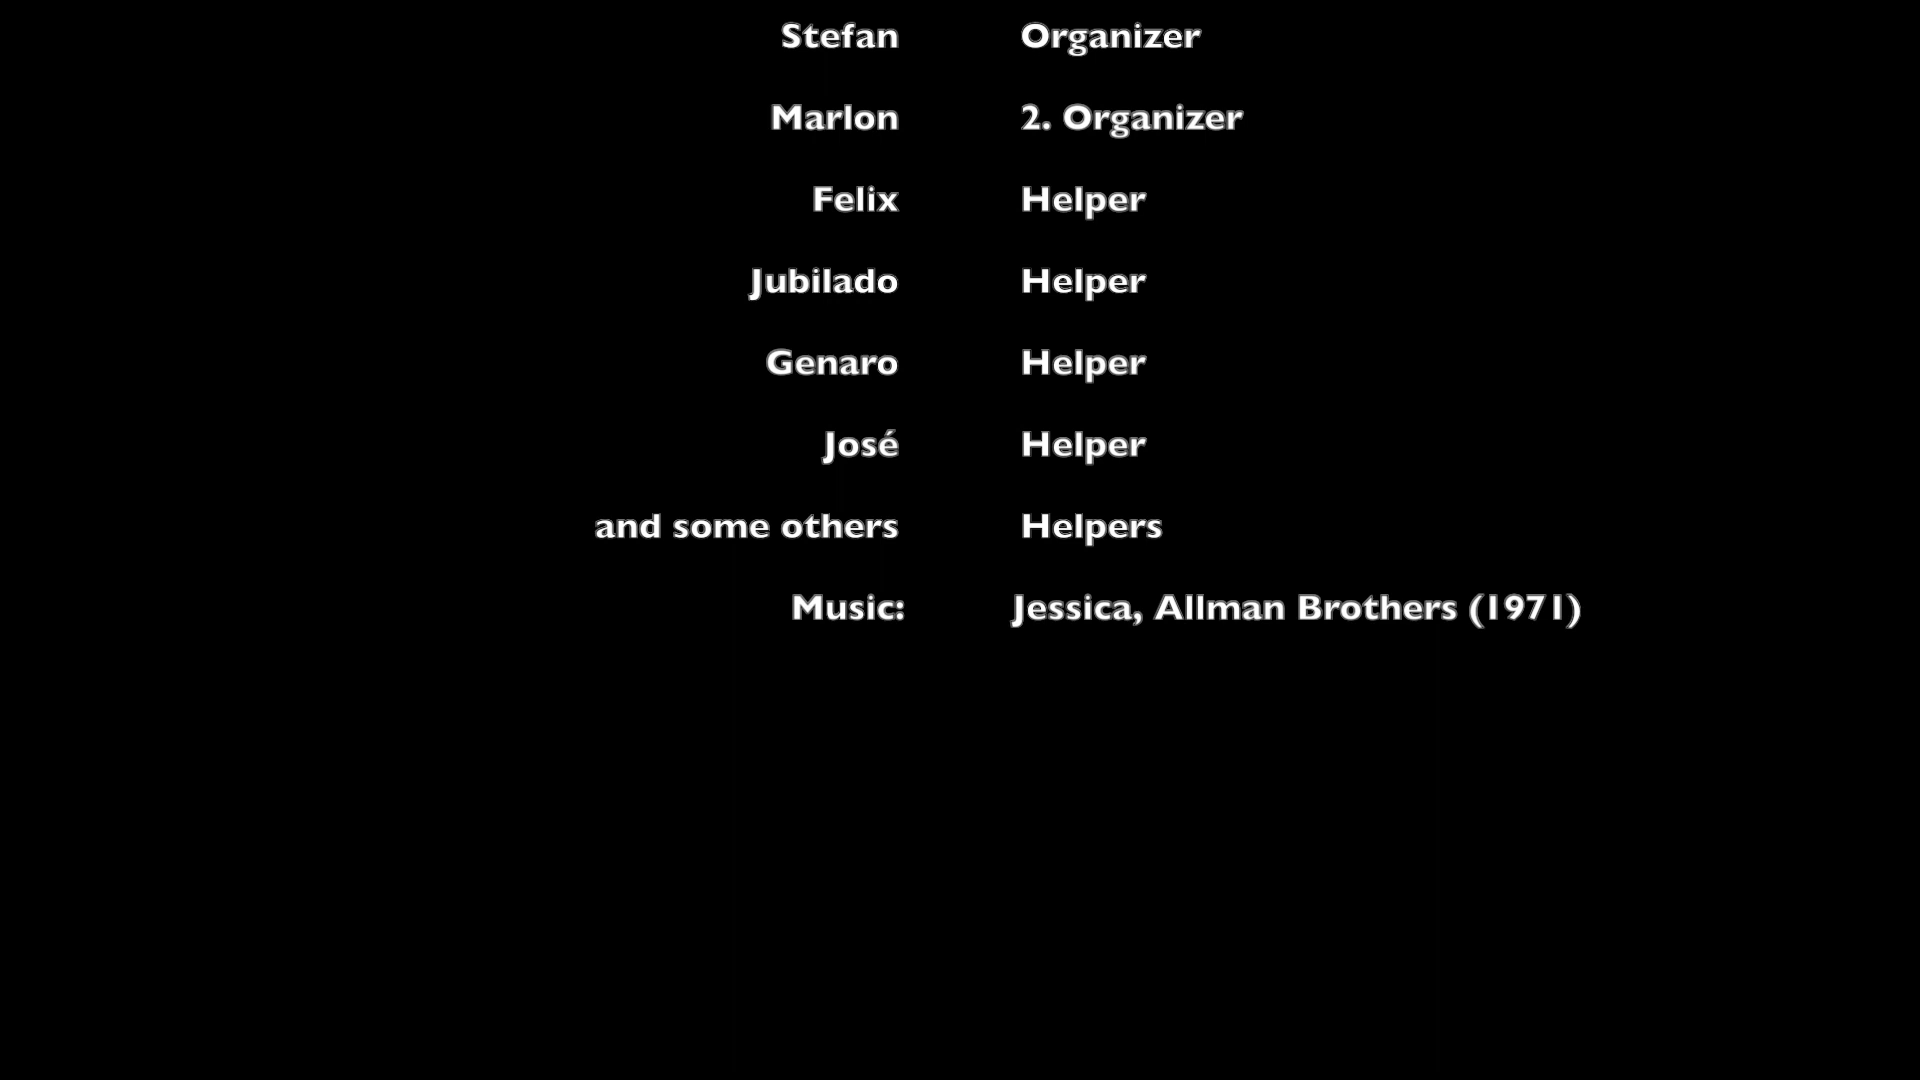 Stefan Organizer
Marlon 2. Organizer
Felix Helper
Jubilado Helper
Genaro Helper
José Helper
and some others Helpers
Music: Jessica, Allman Brothers (1971)